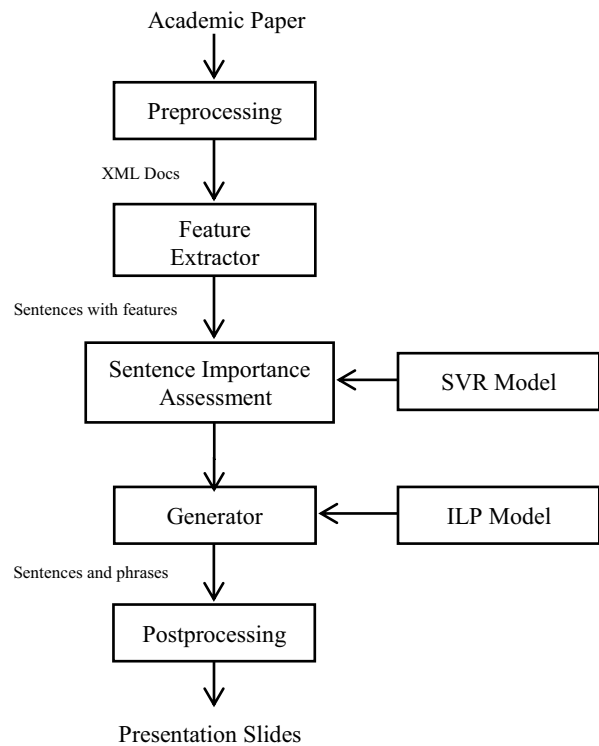 Academic Paper
Preprocessing
XML Docs
Feature
Extractor
Sentences with features
Sentence Importance
Assessment
SVR Model
Generator
ILP Model
Sentences and phrases
Postprocessing
Presentation Slides